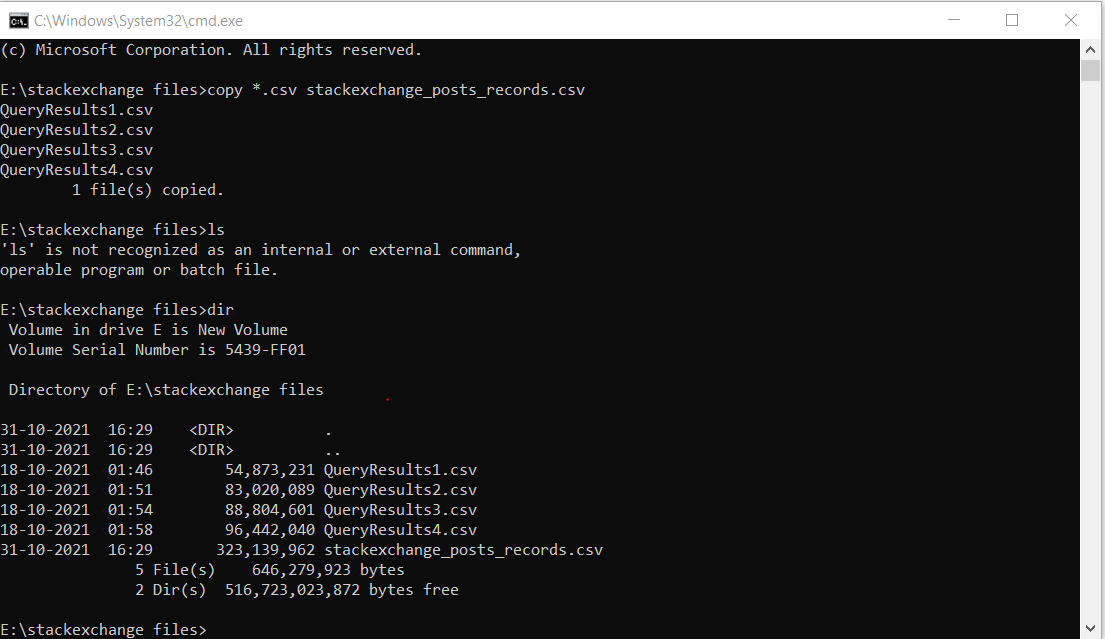 C:\Windows\System32\cmd.exe
(c) Microsoft Corporation. All rights reserved.
E:\stackexchange files>copy *.csv stackexchange_posts_records.csv
QueryResults1.csv
QueryResults2.csv
QueryResults3.csv
QueryResults4.csv
        1 file(s) copied.
E:\stackexchange files>ls
'ls' is not recognized as an internal or external command,
operable program or batch file.
E:\stackexchange files>dir
 Volume in drive E is New Volume
 Volume Serial Number is 5439-FF01
 Directory of E:\stackexchange files
31-10-2021  16:29    <DIR>          .
31-10-2021  16:29    <DIR>          ..
18-10-2021  01:46        54,873,231 QueryResults1.csv
18-10-2021  01:51        83,020,089 QueryResults2.csv
18-10-2021  01:54        88,804,601 QueryResults3.csv
18-10-2021  01:58        96,442,040 QueryResults4.csv
31-10-2021  16:29       323,139,962 stackexchange_posts_records.csv
               5 File(s)    646,279,923 bytes
               2 Dir(s)  516,723,023,872 bytes free
E:\stackexchange files>